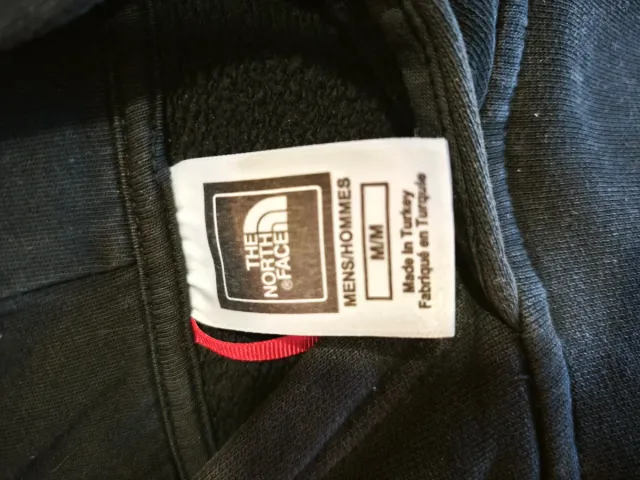 THE
NORTH
FACE
®
MENS/HOMMES
M/M
Made in Turkey
Fabriqué en Turquie